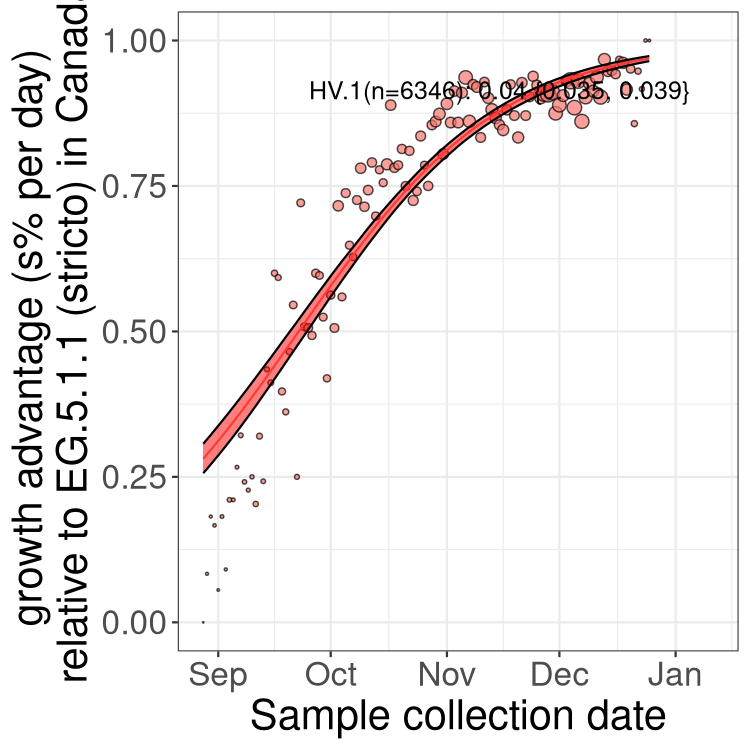 growth advantage (s% per day)
relative to EG.5.1.1 (stricto) in Canada
1.00
0.75
0.50
0.25
0.00
HV.1(n=6346): 0.04 {0.035, 0.039}
Sep Oct Nov Dec Jan
Sample collection date